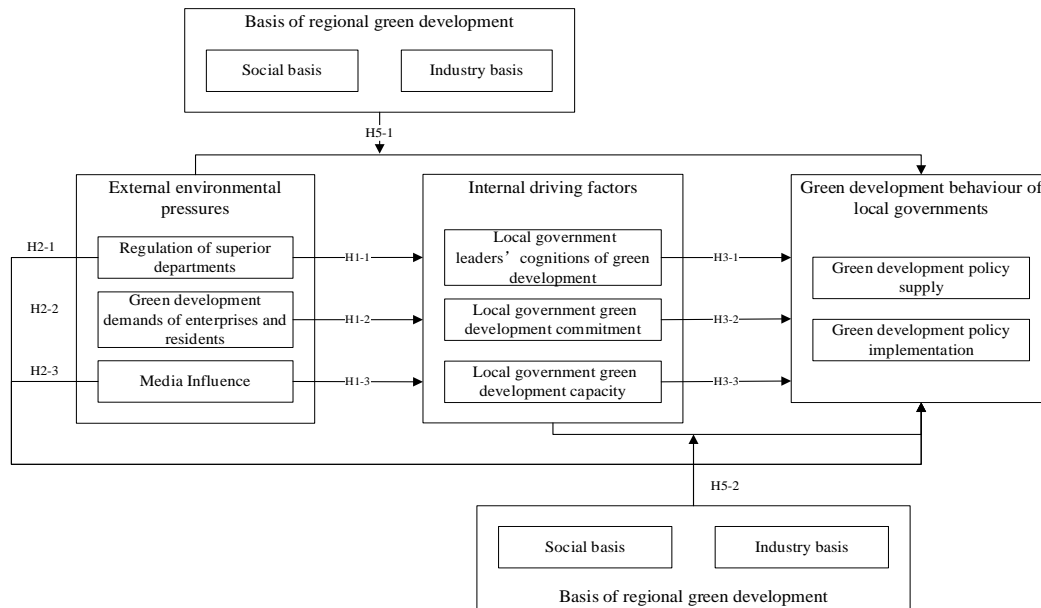 Basis of regional green development
Social basis
Industry basis
H5-1
External environmental
pressures
Internal driving factors
Green development behaviour of
local governments
H2-1
Regulation of superior
departments
H1-1
Local government
leaders’ cognitions of green
development
H3-1
Green development policy
supply
H2-2
Green development
demands of enterprises and
residents
H1-2
Local government green
development commitment
H3-2
Green development policy
implementation
H2-3
Media Influence
H1-3
Local government green
development capacity
H3-3
H5-2
Social basis
Industry basis
Basis of regional green development